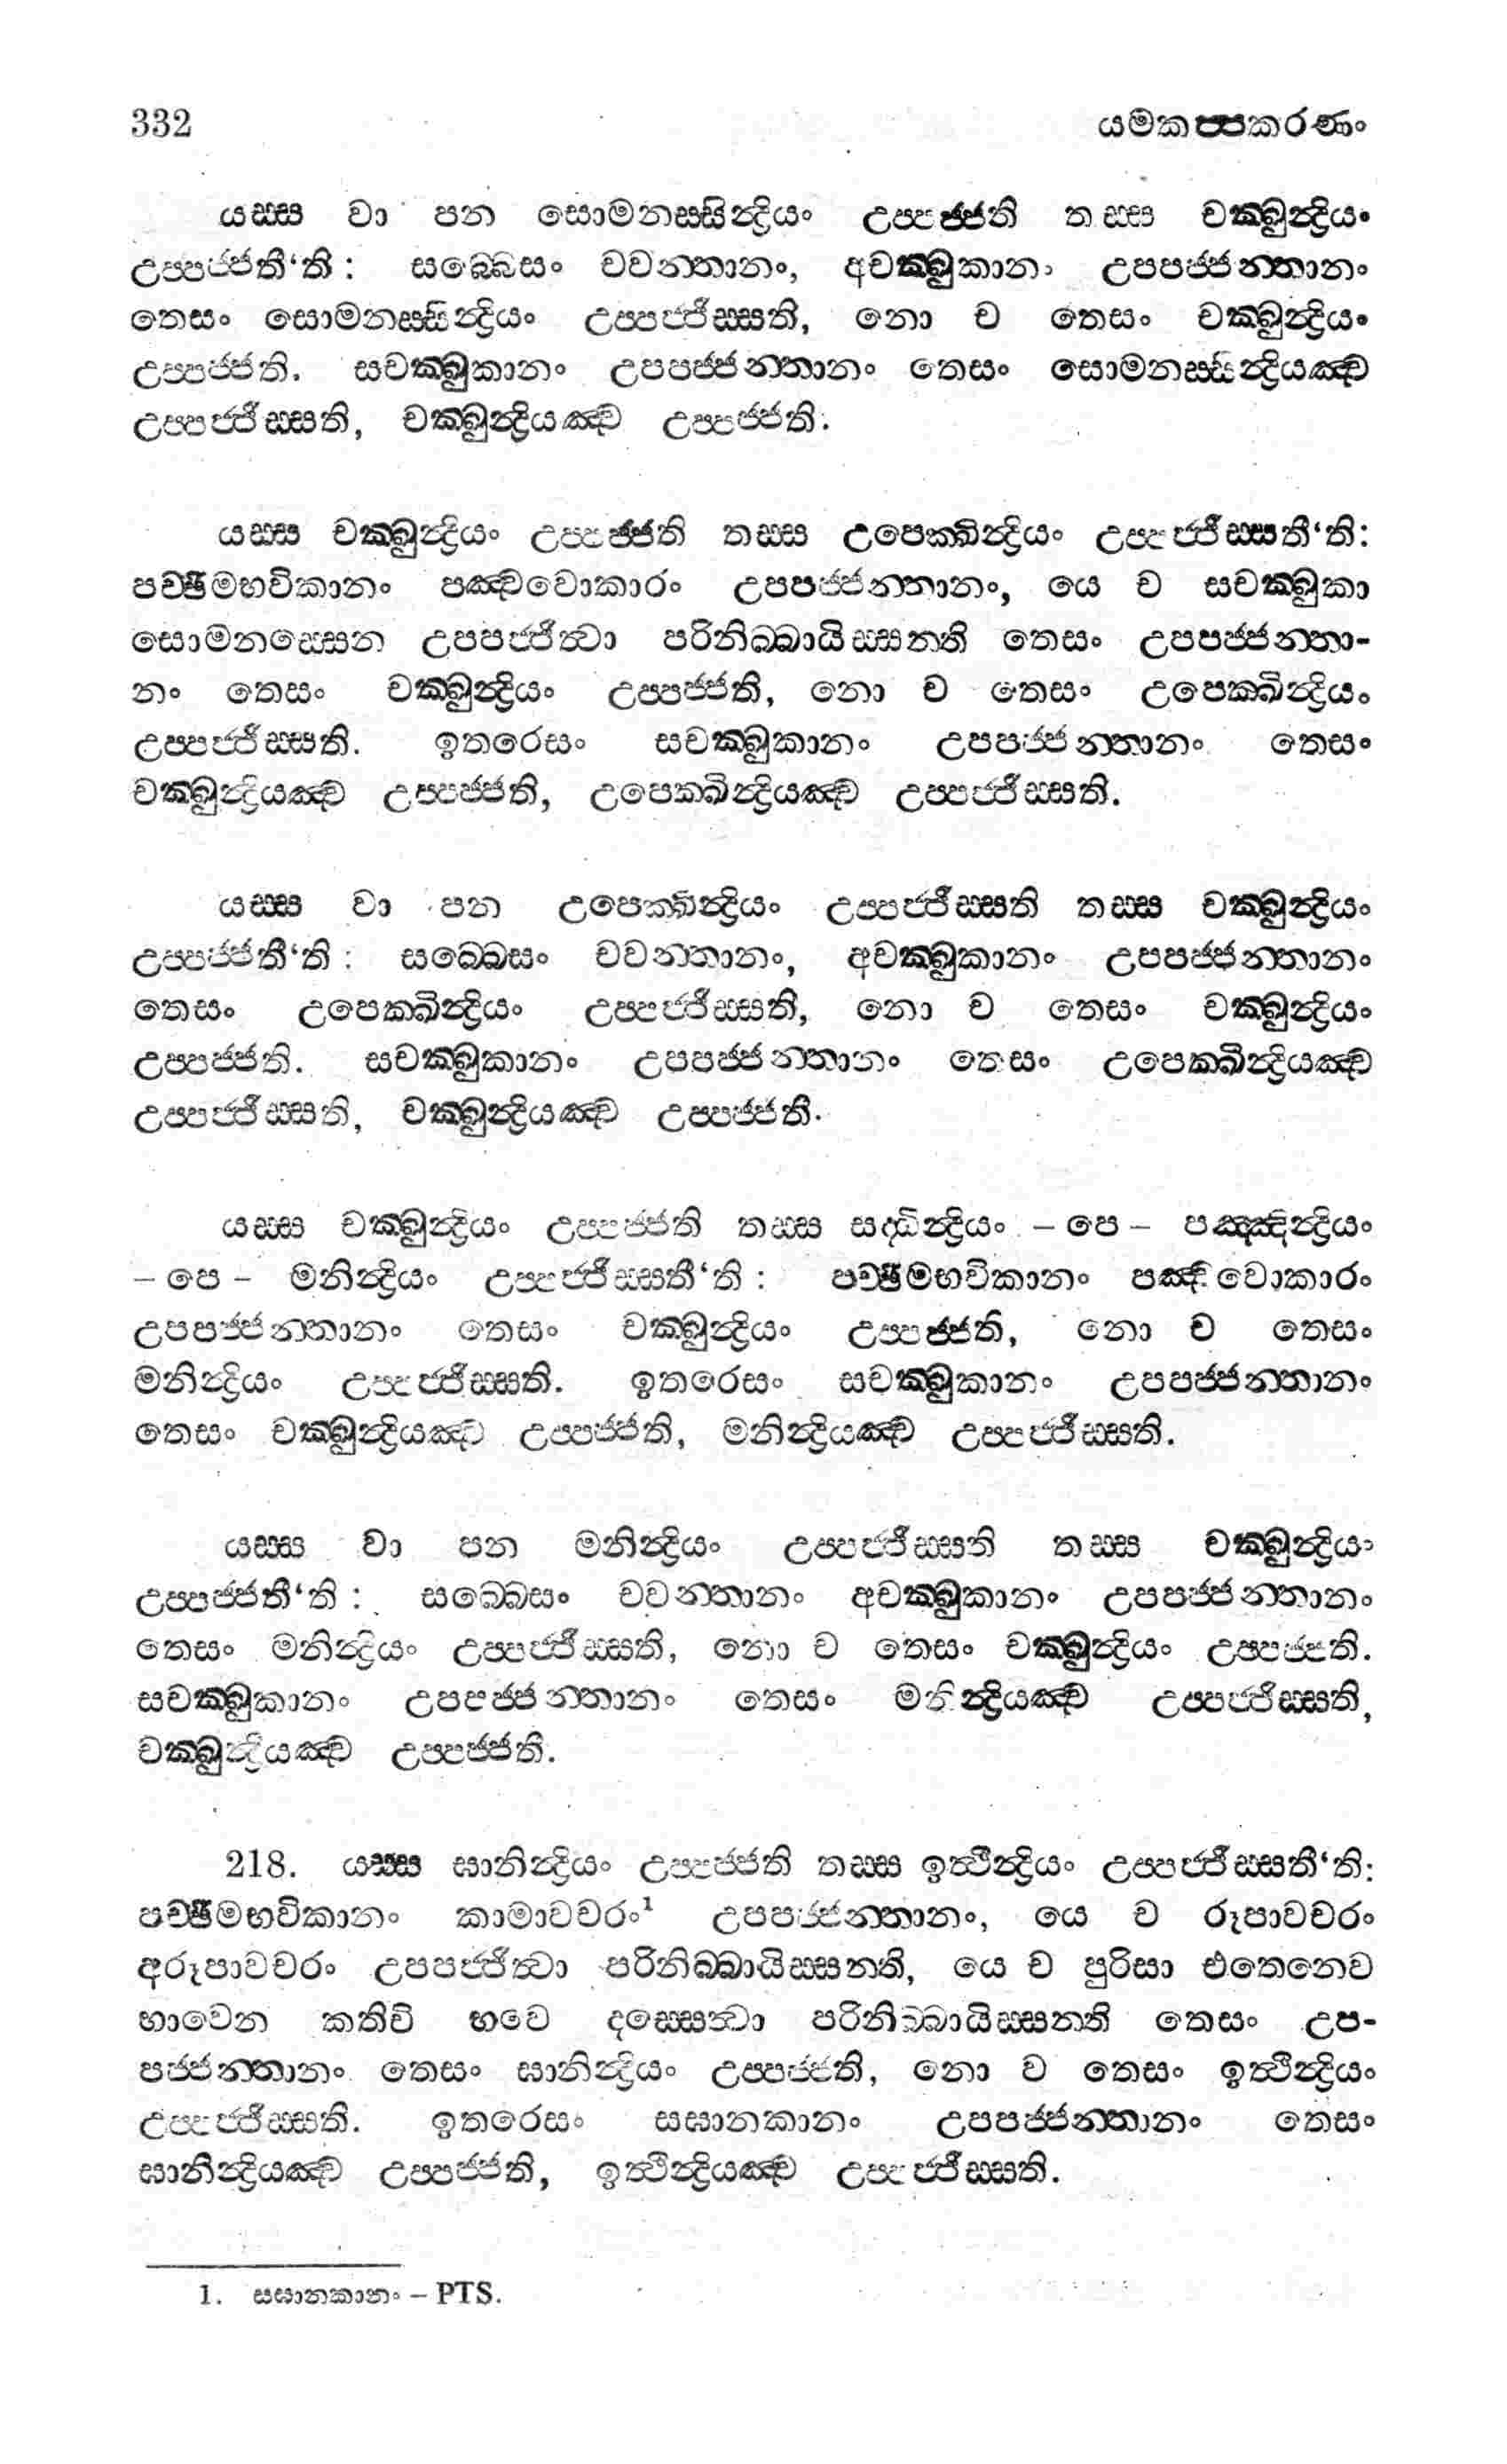 332 යමකප්පකරණං
යස්ස වා පන සොමනස්සින්ද්‍රියං උප්පජ්ජති තස්ස චක්ඛුන්ද්‍රියං
උප්පජ්ජතී‘ති: සබ්බෙසං චවන්තානං, අචක්ඛුකානං උපපජ්ජන්තානං
තෙසං සොමනස්සින්ද්‍රියං උප්පජ්ජිස්සති, නො ච තෙසං චක්ඛුන්ද්‍රියං
උප්පජ්ජති. සචක්ඛුකානං උපපජ්ජන්තානං තෙසං සොමනස්සින්ද්‍රියඤ්ච
උප්පජ්ජිස්සති, චක්ඛුන්ද්‍රියඤ්ච උප්පජ්ජති.
යස්ස චක්ඛුන්ද්‍රියං උප්පජ්ජති තස්ස උපෙක්ඛින්ද්‍රියං උප්පජ්ජිස්සතී‘ති:
පච්ඡිමභවිකානං පඤ්චවොකාරං උපපජ්ජන්තානං, යෙ ච සචක්ඛුකා
සොමනස්සෙන උපපජ්ජිත්වා පරිනිබ්බායිස්සන්ති තෙසං උපපජ්ජන්තා-
නං තෙසං චක්ඛුන්ද්‍රියං උප්පජ්ජති, නො ච තෙසං උපෙක්ඛින්ද්‍රියං
උප්පජ්ජිස්සති. ඉතරෙසං සචක්ඛුකානං උපපජ්ජන්තානං තෙසං
චක්ඛුන්ද්‍රියඤ්ච උප්පජ්ජති, උපෙක්ඛින්ද්‍රියඤ්ච උප්පජ්ජිස්සති.
යස්ස වා පන උපෙක්ඛින්ද්‍රියං උප්පජ්ජිස්සති තස්ස චක්ඛුන්ද්‍රියං
උප්පජ්ජතී‘ති: සබ්බෙසං චවන්තානං, අචක්ඛුකානං උපපජ්ජන්තානං
තෙසං උපෙක්ඛින්ද්‍රියං උප්පජ්ජිස්සති, නො ච තෙසං චක්ඛුන්ද්‍රියං
උප්පජ්ජති. සචක්ඛුකානං උපපජ්ජන්තානං තෙසං උපෙක්ඛින්ද්‍රියඤ්ච
උප්පජ්ජිස්සති, චක්ඛුන්ද්‍රියඤ්ච උප්පජ්ජතී.
යස්ස චක්ඛුන්ද්‍රියං උප්පජ්ජති තස්ස සද්ධින්ද්‍රියං – පෙ – පඤ්ඤින්ද්‍රියං
– පෙ – මනින්ද්‍රියං උප්පජ්ජිස්සතී‘ති: පච්ඡිමභවිකානං පඤ්චවොකාරං
උපපජ්ජන්තානං තෙසං චක්ඛුන්ද්‍රියං උප්පජ්ජති, නො ච තෙසං
මනින්ද්‍රියං උප්පජ්ජිස්සති. ඉතරෙසං සචක්ඛුකානං උපපජ්ජන්තානං
තෙසං චක්ඛුන්ද්‍රියඤ්ච උප්පජ්ජති, මනින්ද්‍රියඤ්ච උප්පජ්ජිස්සති.
යස්ස වා පන මනින්ද්‍රියං උප්පජ්ජිස්සති තස්ස චක්ඛුන්ද්‍රියං
උප්පජ්ජතී‘ති: සබ්බෙසං චවන්තානං අචක්ඛුකානං උපපජ්ජන්තානං
තෙසං මනින්ද්‍රියං උප්පජ්ජිස්සති, නො ච තෙසං චක්ඛුන්ද්‍රියං උප්පජ්ජති.
සචක්ඛුකානං උපපජ්ජන්තානං තෙසං මනින්ද්‍රියඤ්ච උප්පජ්ජිස්සති,
චක්ඛුන්ද්‍රියඤ්ච උප්පජ්ජති.
218. යස්ස ඝානින්ද්‍රියං උප්පජ්ජති තස්ස ඉත්ථින්ද්‍රියං උප්පජ්ජිස්සතී‘ති:
පච්ඡිමභවිකානං කාමාවචරං¹ උපපජ්ජන්තානං, යෙ ච රූපාවචරං
අරූපාවචරං උපපජ්ජිත්වා පරිනිබ්බායිස්සන්ති, යෙ ච පුරිසා එතෙනෙව
භාවෙන කතිචි භවෙ දස්සෙත්වා පරිනිබ්බායිස්සන්ති තෙසං උප-
පජ්ජන්තානං තෙසං ඝානින්ද්‍රියං උප්පජ්ජති, නො ච තෙසං ඉත්ථින්ද්‍රියං
උප්පජ්ජිස්සති. ඉතරෙසං සඝානකානං උපපජ්ජන්තානං තෙසං
ඝානින්ද්‍රියඤ්ච උප්පජ්ජති, ඉත්ථින්ද්‍රියඤ්ච උප්පජ්ජිස්සති.
1. සඝානකානං – PTS.